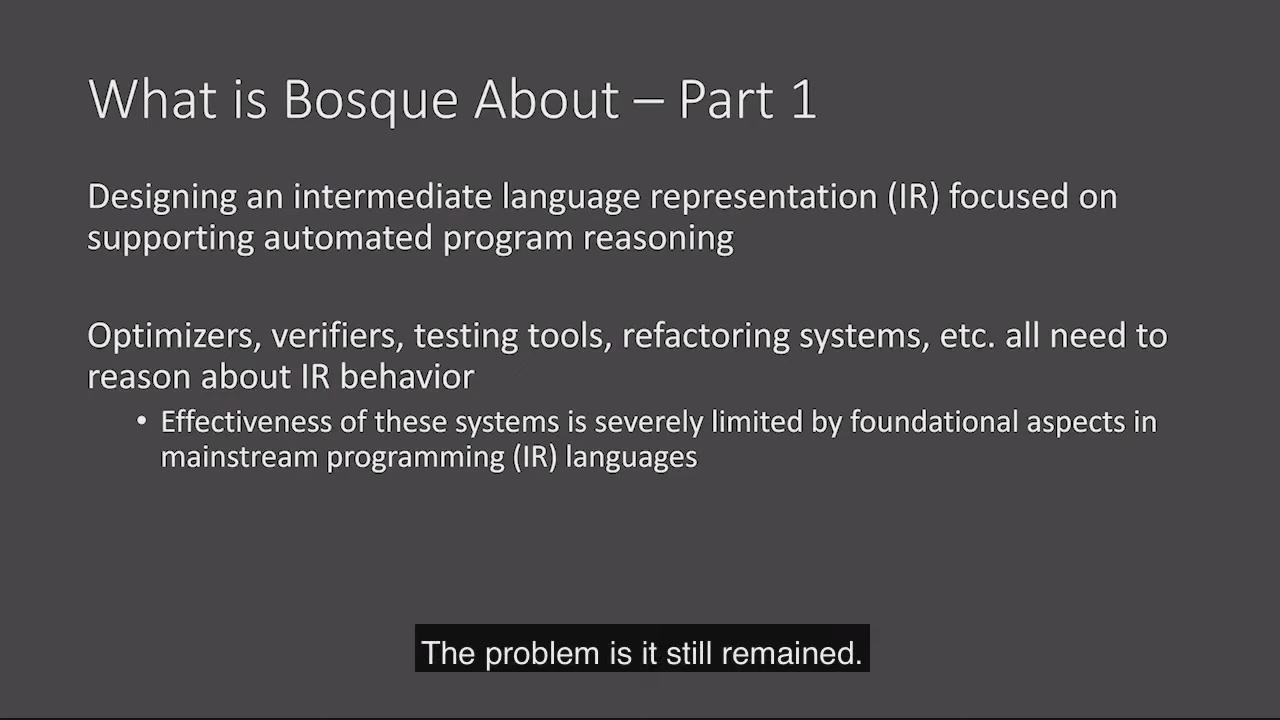 What is Bosque About – Part 1
Designing an intermediate language representation (IR) focused on
supporting automated program reasoning
Optimizers, verifiers, testing tools, refactoring systems, etc. all need to
reason about IR behavior
• Effectiveness of these systems is severely limited by foundational aspects in
mainstream programming (IR) languages
The problem is it still remained.